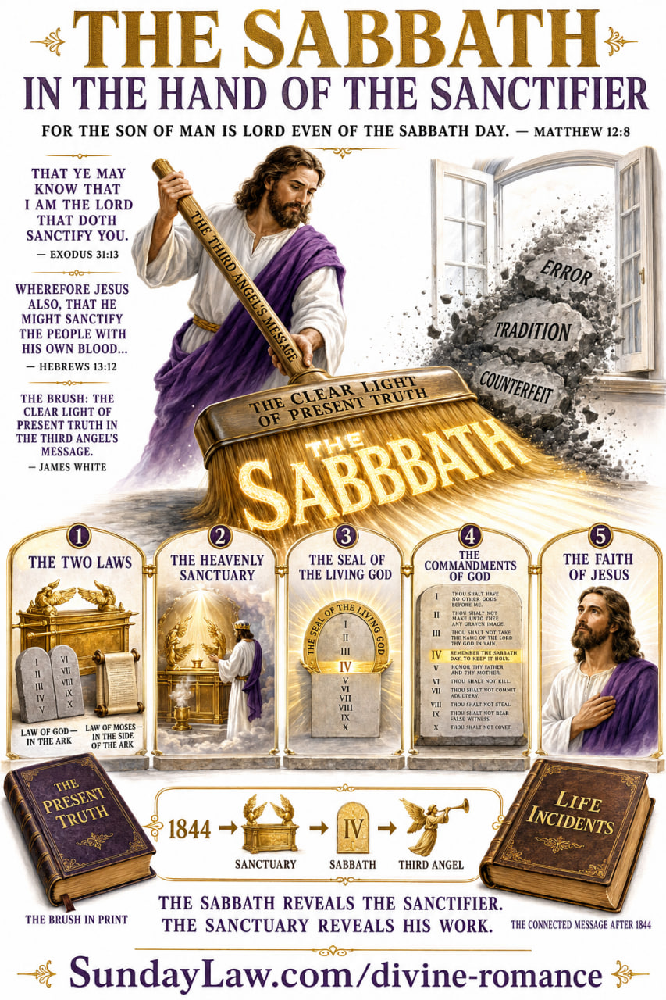 THE SABBATH
IN THE HAND OF THE SANCTIFIER
FOR THE SON OF MAN IS LORD EVEN OF THE SABBATH DAY. — MATTHEW 12:8
THAT YE MAY
KNOW THAT
I AM THE LORD
THAT DOTH
SANCTIFY YOU.
— EXODUS 31:13
WHEREFORE JESUS
ALSO, THAT HE
MIGHT SANCTIFY
THE PEOPLE WITH
HIS OWN BLOOD...
— HEBREWS 13:12
THE BRUSH: THE
CLEAR LIGHT OF
PRESENT TRUTH IN
THE THIRD ANGEL'S
MESSAGE.
— JAMES WHITE
THE THIRD ANGEL'S MESSAGE
ERROR
TRADITION
COUNTERFEIT
THE CLEAR LIGHT
OF PRESENT TRUTH
THE
SABBBATH
1
THE TWO LAWS
I
II
III
IV
V
VI
VII
VIII
IX
X
LAW OF GOD—
IN THE ARK
LAW OF MOSES—
IN THE SIDE
OF THE ARK
2
THE HEAVENLY
SANCTUARY
3
THE SEAL OF
THE LIVING GOD
THE SEAL OF THE LIVING GOD
I
II
III
IV
V
VI
VII
VIII
IX
X
4
THE
COMMANDMENTS
OF GOD
I THOU SHALT HAVE
NO OTHER GODS
BEFORE ME.
II THOU SHALT NOT
MAKE UNTO THEE
ANY GRAVEN IMAGE.
III THOU SHALT NOT TAKE
THE NAME OF THE LORD
THY GOD IN VAIN.
IV REMEMBER THE SABBATH
DAY, TO KEEP IT HOLY.
V HONOR THY FATHER
AND THY MOTHER.
VI THOU SHALT NOT KILL.
VII THOU SHALT NOT COMMIT
ADULTERY.
VIII THOU SHALT NOT STEAL.
IX THOU SHALT NOT BEAR
FALSE WITNESS.
X THOU SHALT NOT COVET.
5
THE FAITH
OF JESUS
THE
PRESENT
TRUTH
THE BRUSH IN PRINT
1844
SANCTUARY
IV
SABBATH
THIRD ANGEL
LIFE
INCIDENTS
THE CONNECTED MESSAGE AFTER 1844
THE SABBATH REVEALS THE SANCTIFIER.
THE SANCTUARY REVEALS HIS WORK.
SundayLaw.com/divine-romance